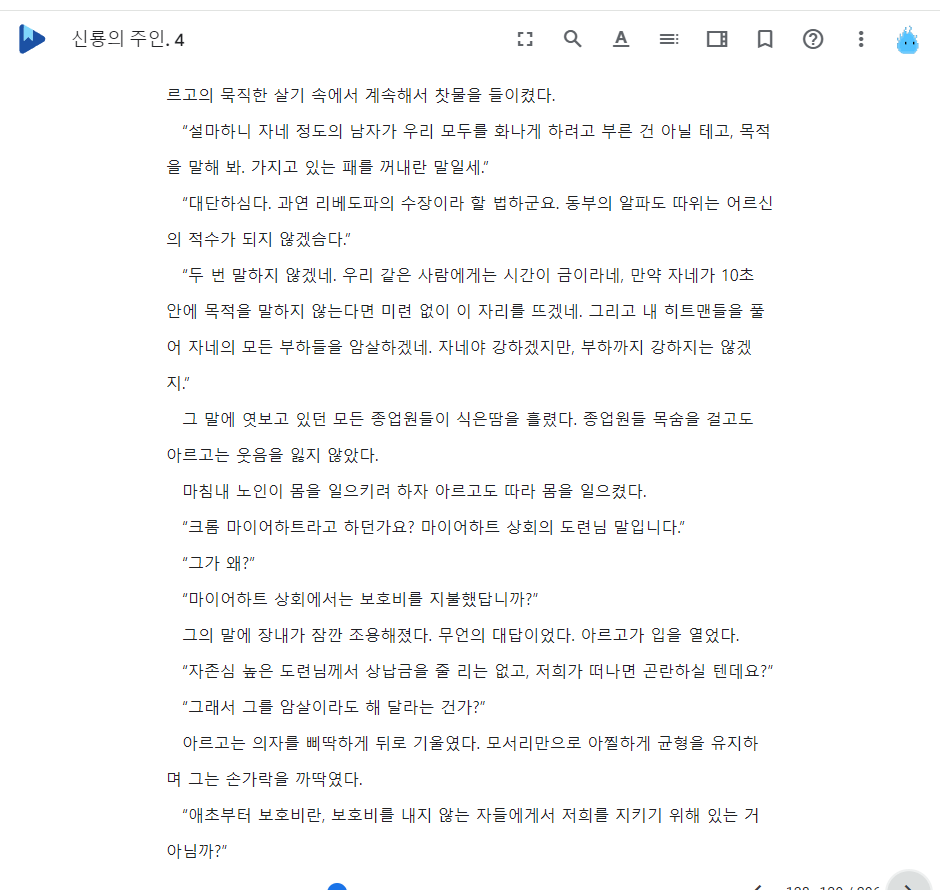 신룡의 주인. 4
르고의 묵직한 살기 속에서 계속해서 찻물을 들이켰다.
“설마하니 자네 정도의 남자가 우리 모두를 화나게 하려고 부른 건 아닐 테고, 목적
을 말해 봐. 가지고 있는 패를 꺼내란 말일세.”
“대단하심다. 과연 리베도파의 수장이라 할 법하군요. 동부의 알파도 따위는 어르신
의 적수가 되지 않겠슴다.”
“두 번 말하지 않겠네. 우리 같은 사람에게는 시간이 금이라네, 만약 자네가 10초
안에 목적을 말하지 않는다면 미련 없이 이 자리를 뜨겠네. 그리고 내 히트맨들을 풀
어 자네의 모든 부하들을 암살하겠네. 자네야 강하겠지만, 부하까지 강하지는 않겠
지.”
그 말에 엿보고 있던 모든 종업원들이 식은땀을 흘렸다. 종업원들 목숨을 걸고도
아르고는 웃음을 잃지 않았다.
마침내 노인이 몸을 일으키려 하자 아르고도 따라 몸을 일으켰다.
“크롬 마이어하트라고 하던가요? 마이어하트 상회의 도련님 말입니다.”
“그가 왜?”
“마이어하트 상회에서는 보호비를 지불했답니까?”
그의 말에 장내가 잠깐 조용해졌다. 무언의 대답이었다. 아르고가 입을 열었다.
“자존심 높은 도련님께서 상납금을 줄 리는 없고, 저희가 떠나면 곤란하실 텐데요?”
“그래서 그를 암살이라도 해 달라는 건가?”
아르고는 의자를 삐딱하게 뒤로 기울였다. 모서리만으로 아찔하게 균형을 유지하
며 그는 손가락을 까딱였다.
“애초부터 보호비란, 보호비를 내지 않는 자들에게서 저희를 지키기 위해 있는 거
아님까?”